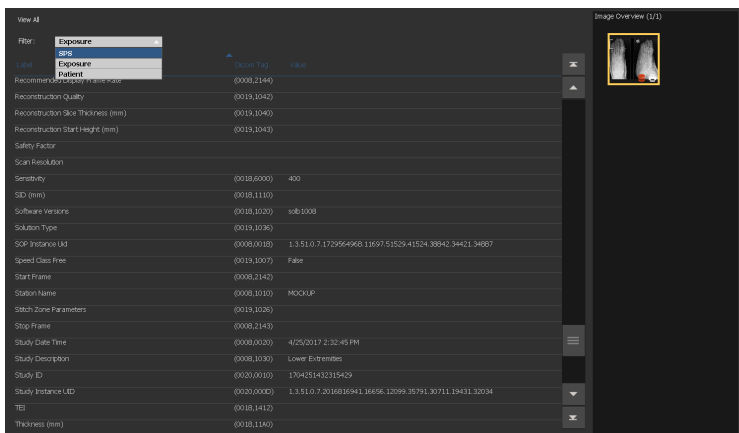 View All
Image Overview (1/1)
Filter: Exposure
SPS
Exposure
Patient
Label Dicom Tag Value
Recommended Display Frame Rate (0008,2144)
Reconstruction Quality (0019,1042)
Reconstruction Slice Thickness (mm) (0019,1040)
Reconstruction Start Height (mm) (0019,1043)
Safety Factor
Scan Resolution
Sensitivity (0018,6000) 400
SID (mm) (0018,1110)
Software Versions (0018,1020) solb1008
Solution Type (0019,1036)
SOP Instance Uid (0008,0018) 1.3.51.0.7.1729564968.11697.51529.41524.38842.34421.34887
Speed Class Free (0019,1007) False
Start Frame (0008,2142)
Station Name (0008,1010) MOCKUP
Stitch Zone Parameters (0019,1026)
Stop Frame (0008,2143)
Study Date Time (0008,0020) 4/25/2017 2:32:45 PM
Study Description (0008,1030) Lower Extremities
Study ID (0020,0010) 1704251432315429
Study Instance UID (0020,000D) 1.3.51.0.7.2016816941.16656.12099.35791.30711.19431.32034
TEI (0018,1412)
Thickness (mm) (0018,11A0)